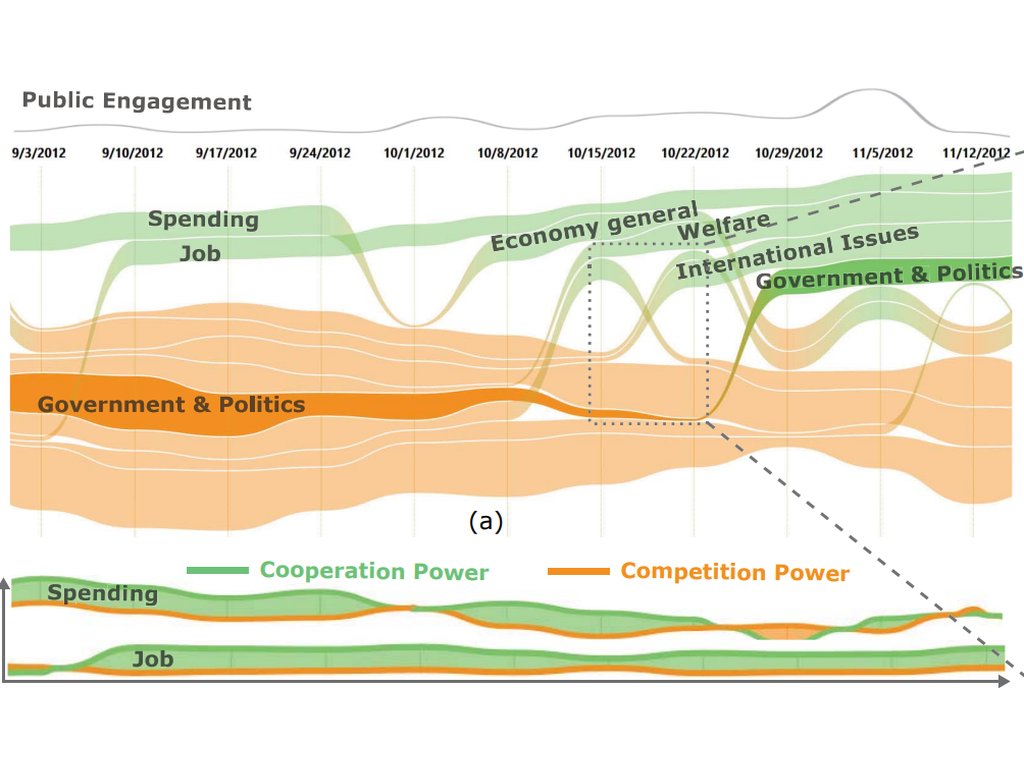 Public Engagement
9/3/2012 9/10/2012 9/17/2012 9/24/2012 10/1/2012 10/8/2012 10/15/2012 10/22/2012 10/29/2012 11/5/2012 11/12/2012
Spending
Job
Economy general
Welfare
International Issues
Government & Politics
Government & Politics
(a)
Cooperation Power Competition Power
Spending
Job